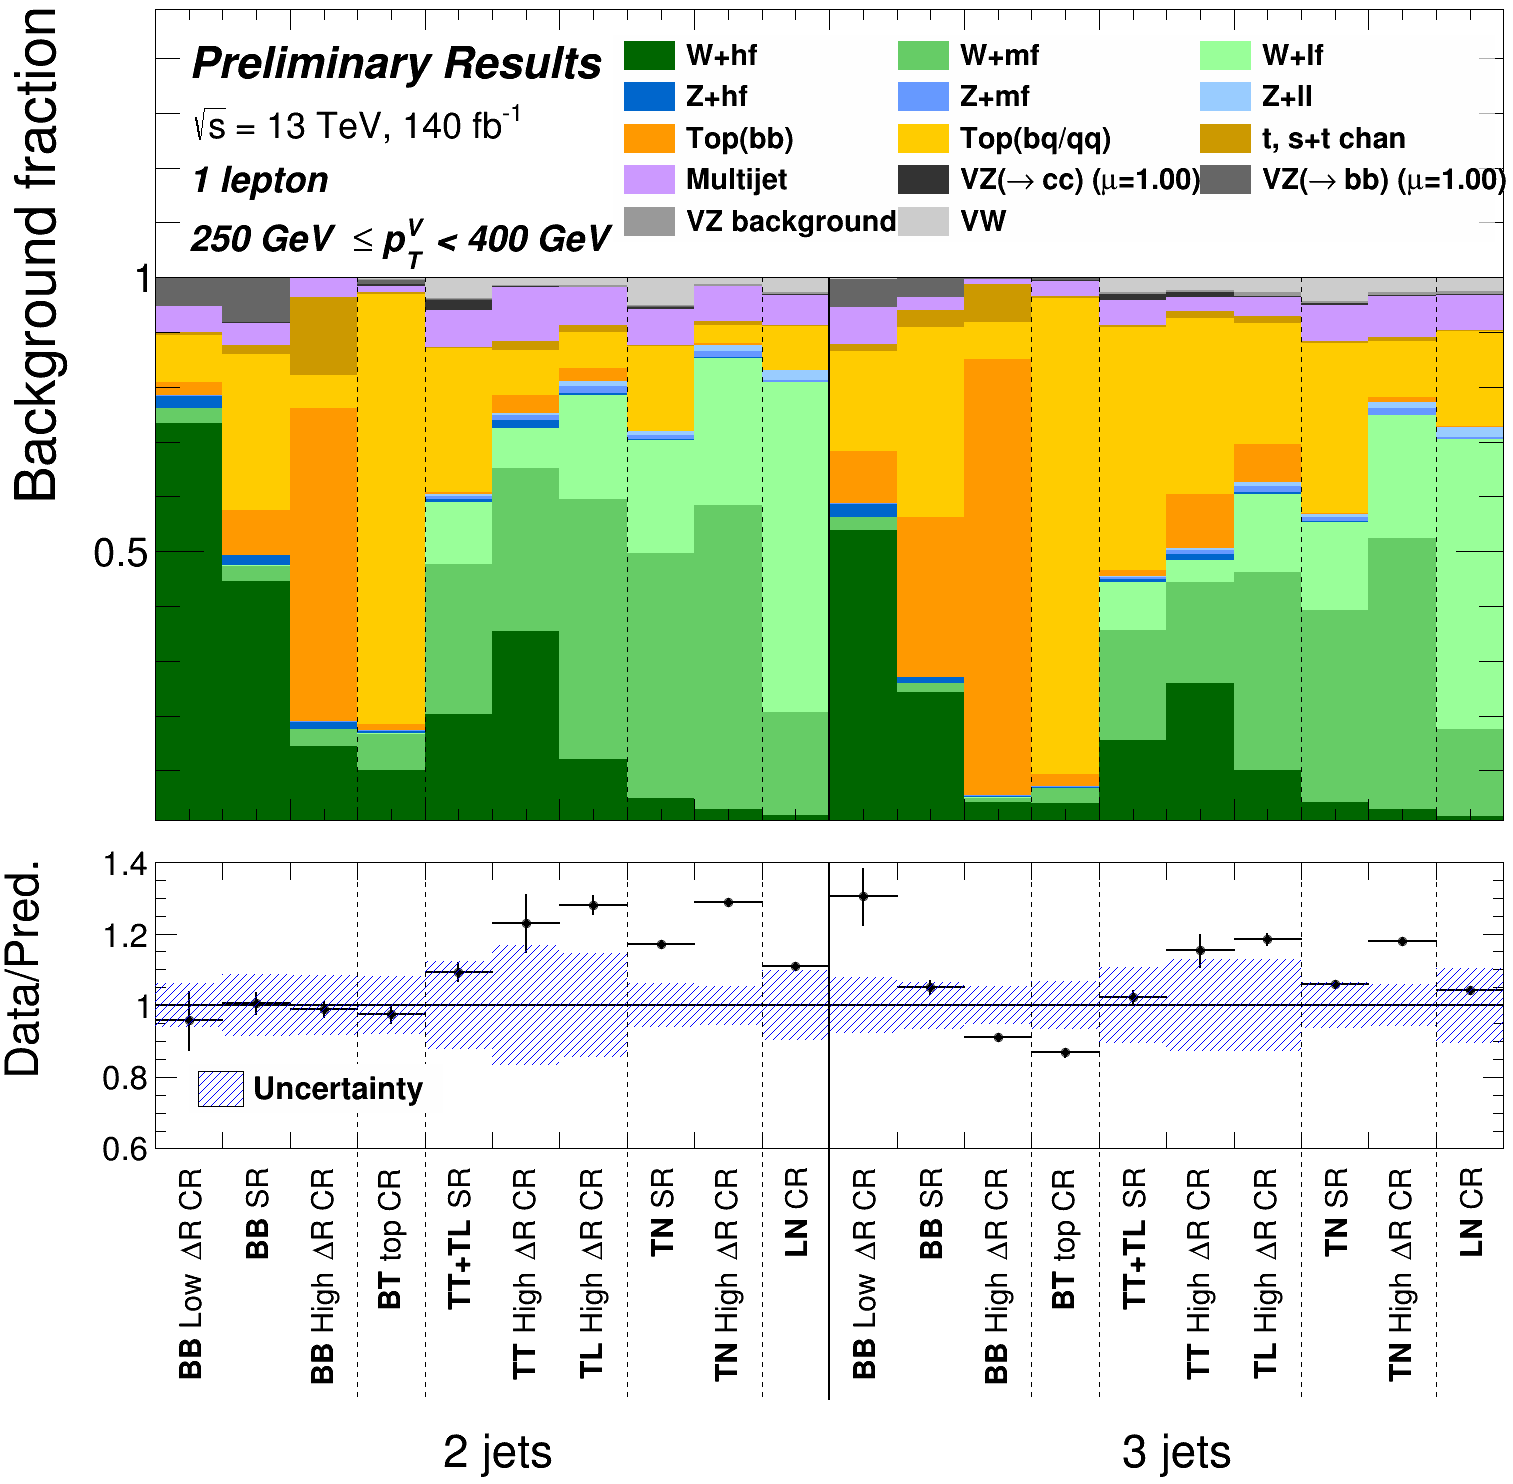 Background fraction
Preliminary Results
√s = 13 TeV, 140 fb⁻¹
1 lepton
250 GeV ≤ p_T^V < 400 GeV
W+hf
W+mf
W+lf
Z+hf
Z+mf
Z+ll
Top(bb)
Top(bq/qq)
t, s+t chan
Multijet
VZ(→ cc) (μ=1.00)
VZ(→ bb) (μ=1.00)
VZ background
VW
1
0.5
Data/Pred.
1.4
1.2
1
0.8
0.6
Uncertainty
BB Low ΔR CR
BB SR
BB High ΔR CR
BT top CR
TT+TL SR
TT High ΔR CR
TL High ΔR CR
TN SR
TN High ΔR CR
LN CR
BB Low ΔR CR
BB SR
BB High ΔR CR
BT top CR
TT+TL SR
TT High ΔR CR
TL High ΔR CR
TN SR
TN High ΔR CR
LN CR
2 jets
3 jets